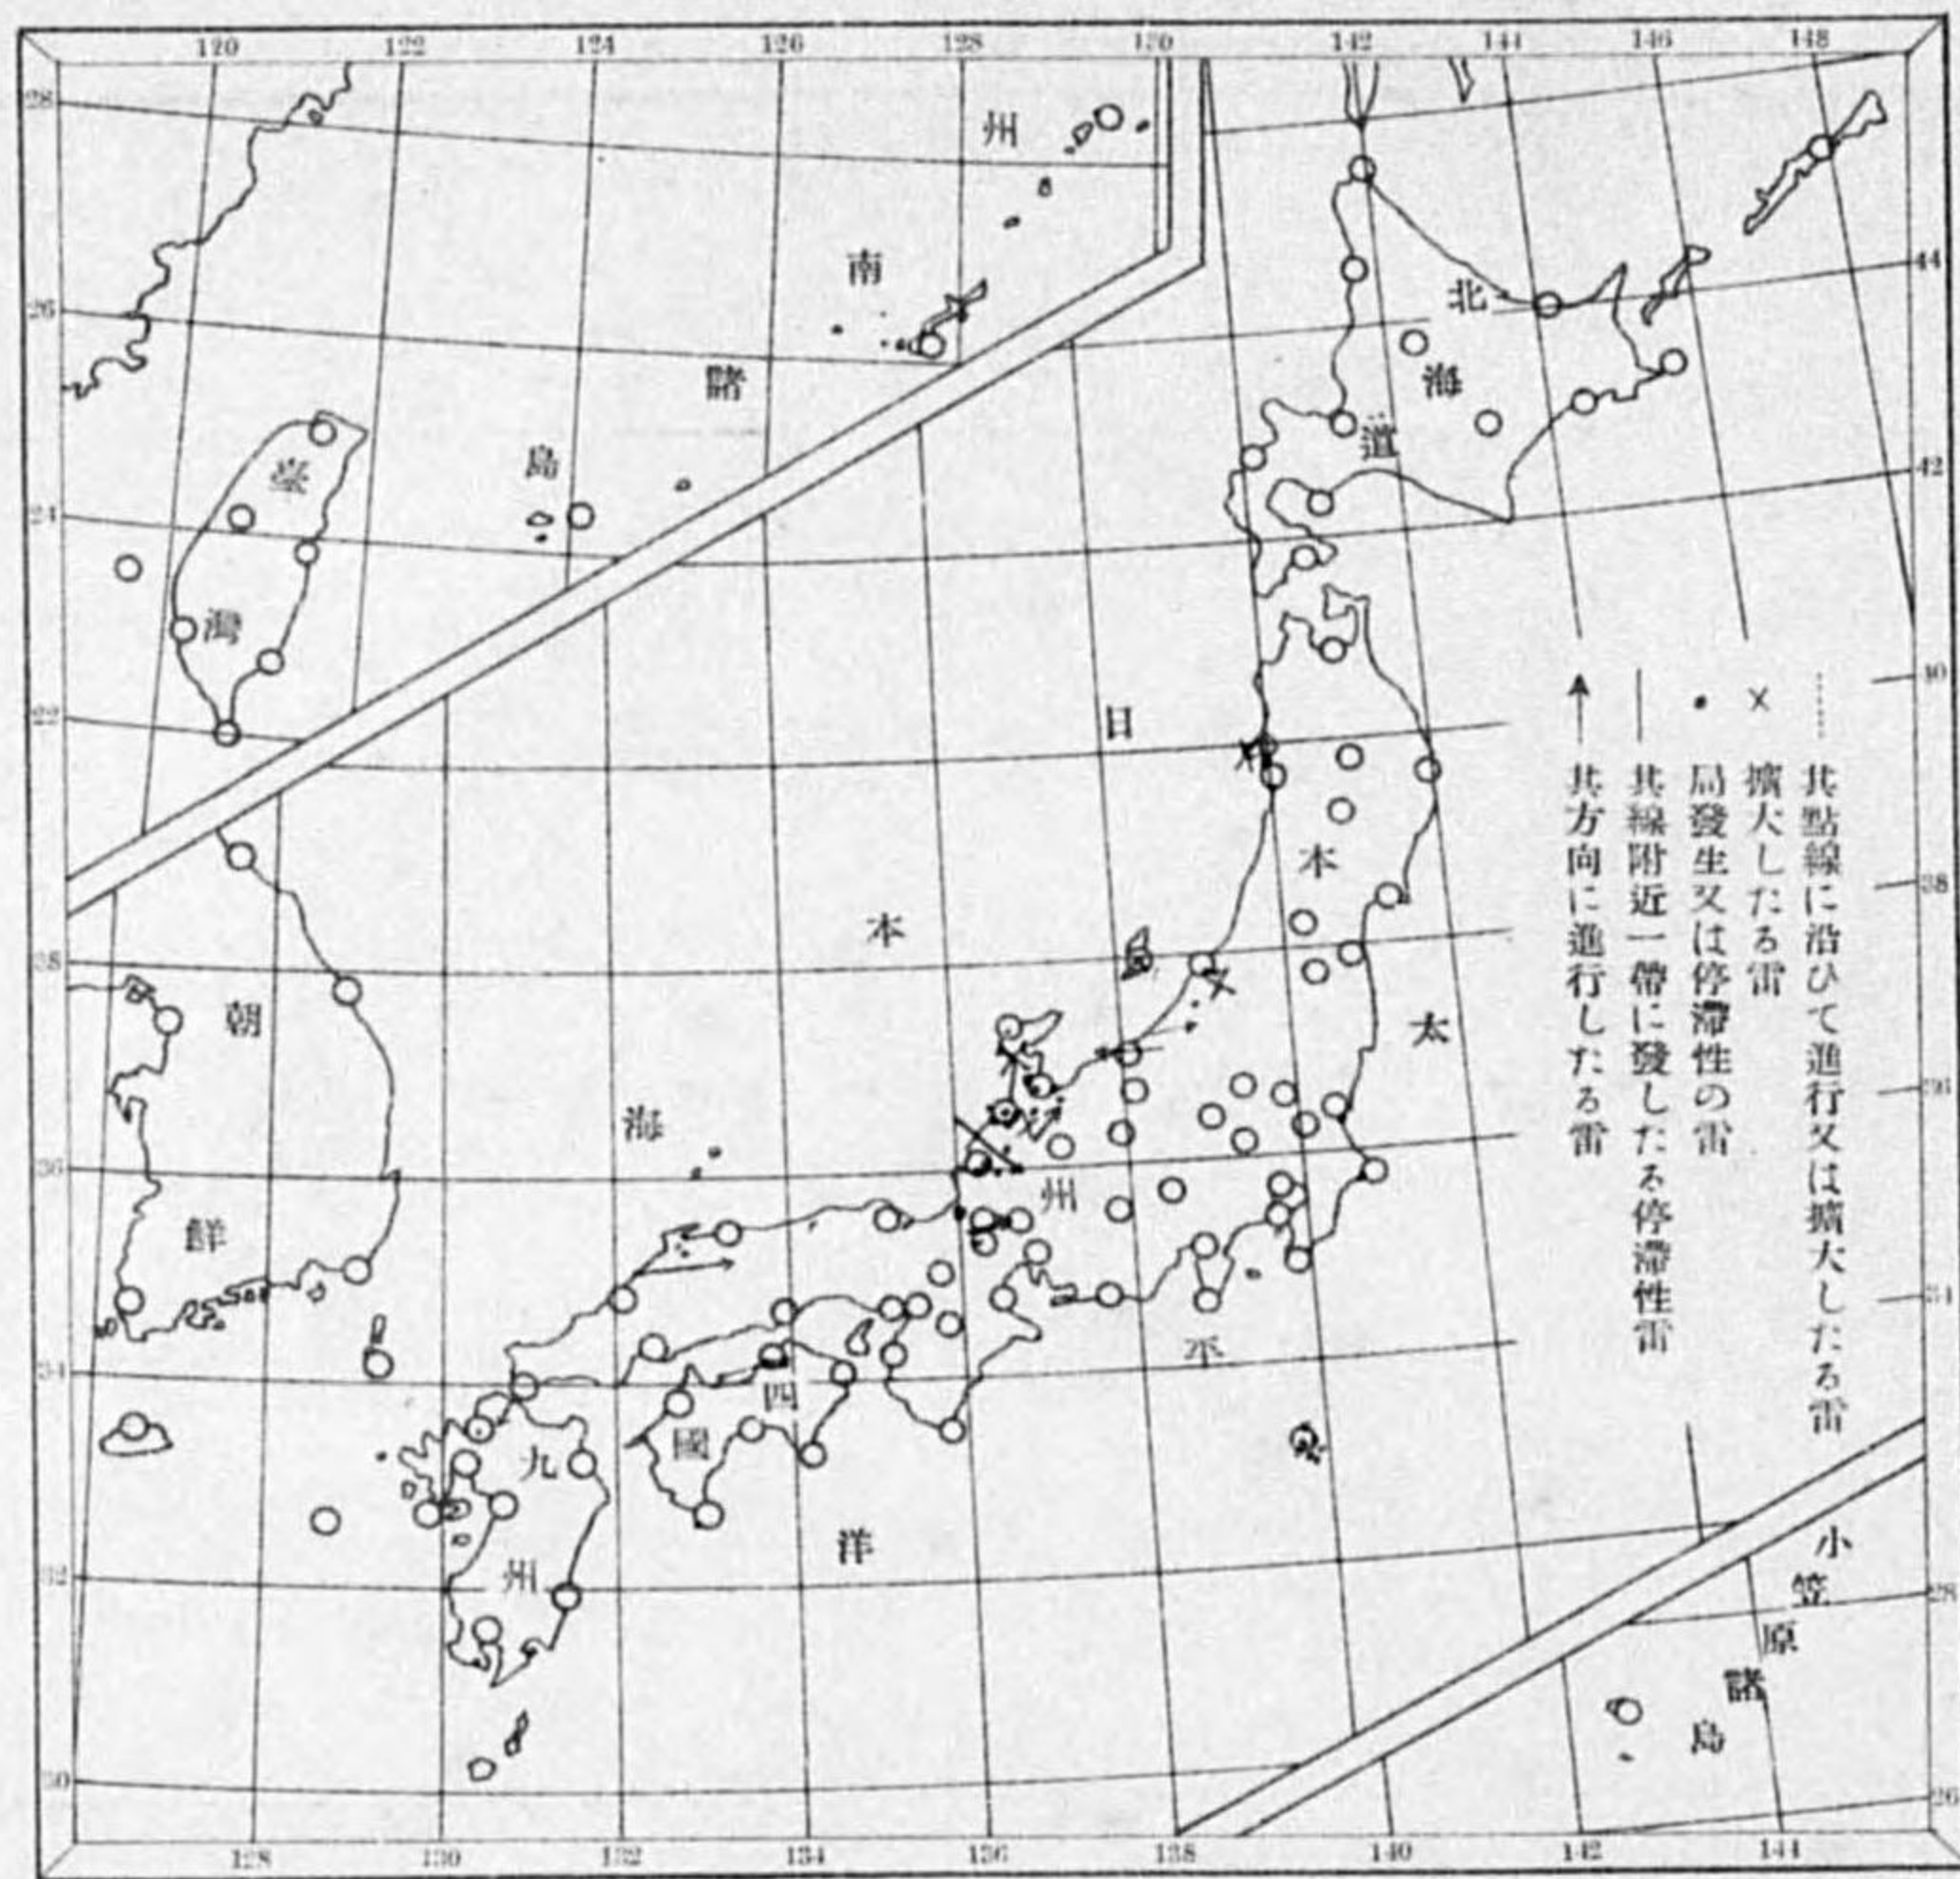 120 122 124 126 128 130 142 144 146 148
28
26
24
22
38
36
34
32
30
44
42
40
38
36
34
28
26
128 130 132 134 136 138 140 142 144
州
南
諸
島
臺
灣
北
海
道
日
本
海
本
州
朝
鮮
太
平
洋
四
國
九
州
小
笠
原
諸
島
其點線に沿ひて進行又は擴大したる雷
× 擴大したる雷
• 局發生又は停滯性の雷
其線附近一帶に發したる停滯性雷
↑ 其方向に進行したる雷